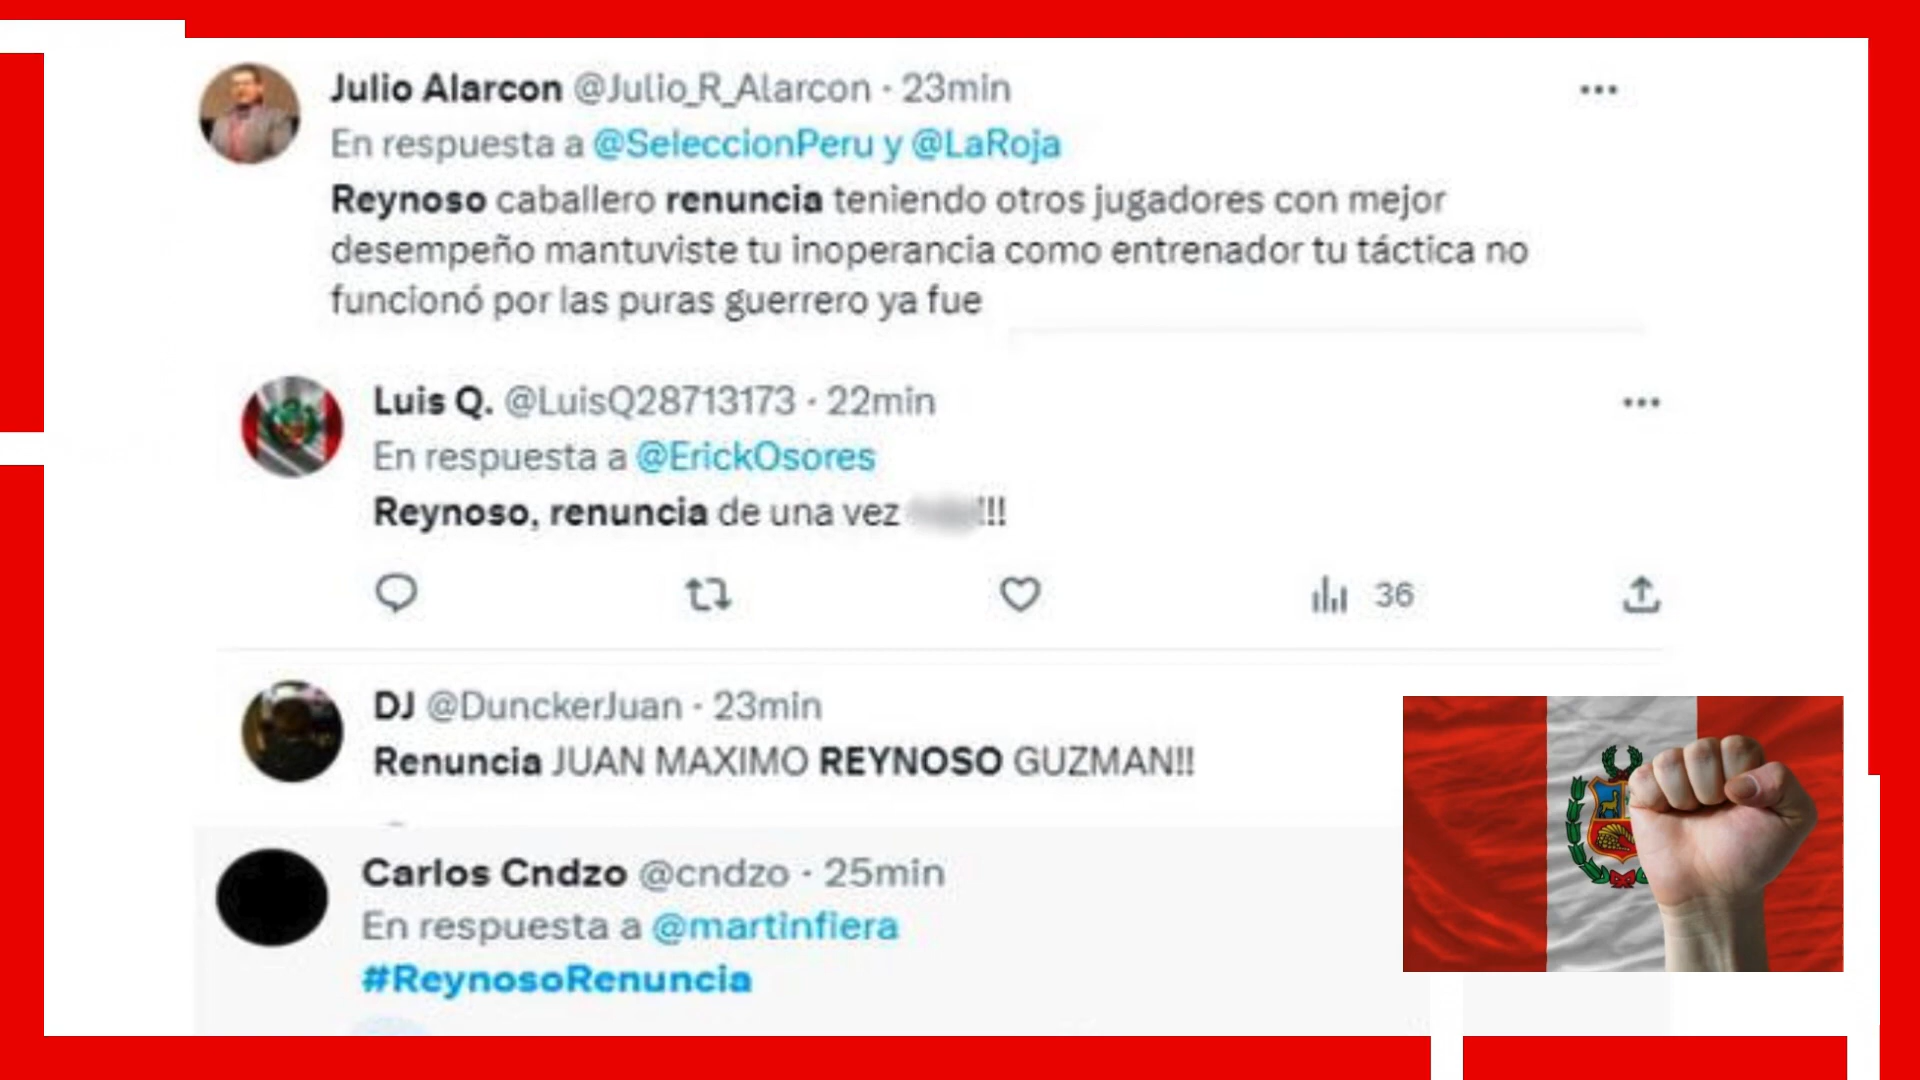 Julio Alarcon @Julio_R_Alarcon · 23min
En respuesta a @SeleccionPeru y @LaRoja
Reynoso caballero renuncia teniendo otros jugadores con mejor
desempeño mantuviste tu inoperancia como entrenador tu táctica no
funcionó por las puras guerrero ya fue
Luis Q. @LuisQ28713173 · 22min
En respuesta a @ErickOsores
Reynoso, renuncia de una vez !!!
36
DJ @DunckerJuan · 23min
Renuncia JUAN MAXIMO REYNOSO GUZMAN!!
Carlos Cndzo @cndzo · 25min
En respuesta a @martinfiera
#ReynosoRenuncia